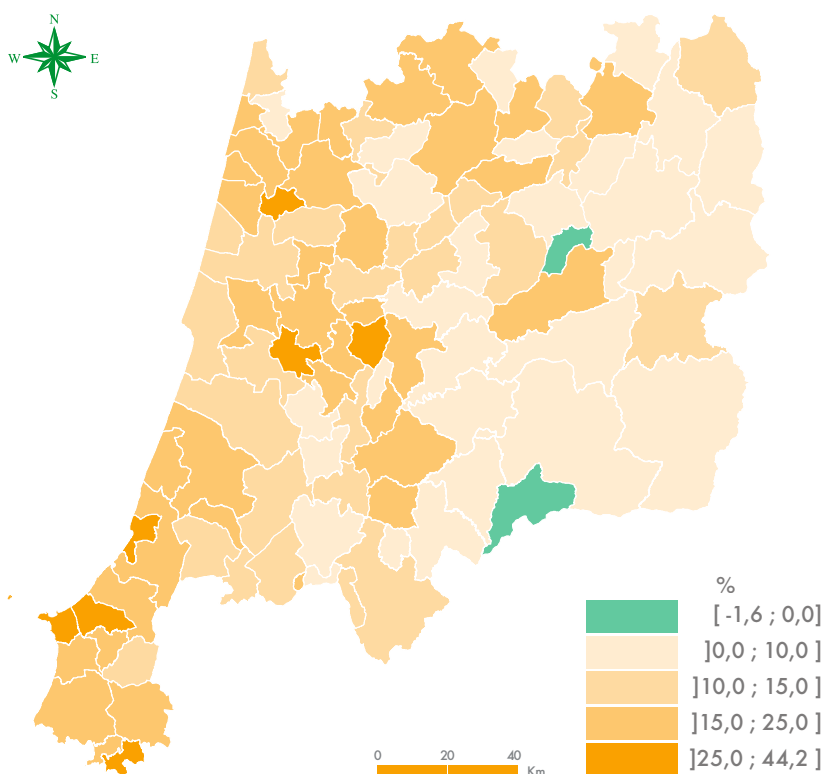 N
W E
S
%
[ -1,6 ; 0,0]
]0,0 ; 10,0 ]
]10,0 ; 15,0 ]
]15,0 ; 25,0 ]
]25,0 ; 44,2 ]
0 20 40
Km